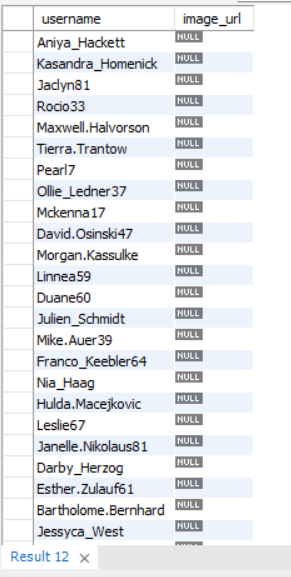 username image_url
Aniya_Hackett NULL
Kasandra_Homenick NULL
Jaclyn81 NULL
Rocio33 NULL
Maxwell.Halvorson NULL
Tierra.Trantow NULL
Pearl7 NULL
Ollie_Ledner37 NULL
Mckenna17 NULL
David.Osinski47 NULL
Morgan.Kassulke NULL
Linnea59 NULL
Duane60 NULL
Julien_Schmidt NULL
Mike.Auer39 NULL
Franco_Keebler64 NULL
Nia_Haag NULL
Hulda.Macejkovic NULL
Leslie67 NULL
Janelle.Nikolaus81 NULL
Darby_Herzog NULL
Esther.Zulauf61 NULL
Bartholome.Bernhard NULL
Jessyca_West NULL
Result 12